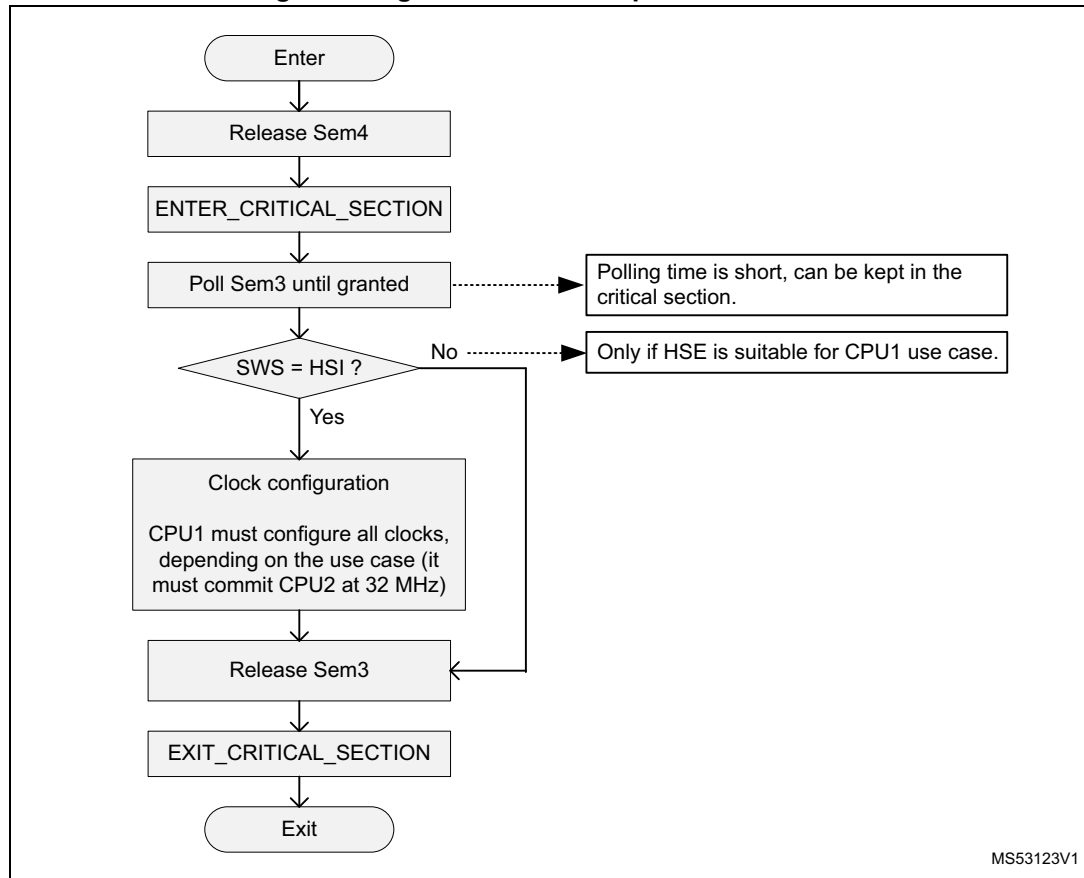 Enter
Release Sem4
ENTER_CRITICAL_SECTION
Poll Sem3 until granted
Polling time is short, can be kept in the
critical section.
SWS = HSI ?
No
Only if HSE is suitable for CPU1 use case.
Yes
Clock configuration
CPU1 must configure all clocks,
depending on the use case (it
must commit CPU2 at 32 MHz)
Release Sem3
EXIT_CRITICAL_SECTION
Exit
MS53123V1